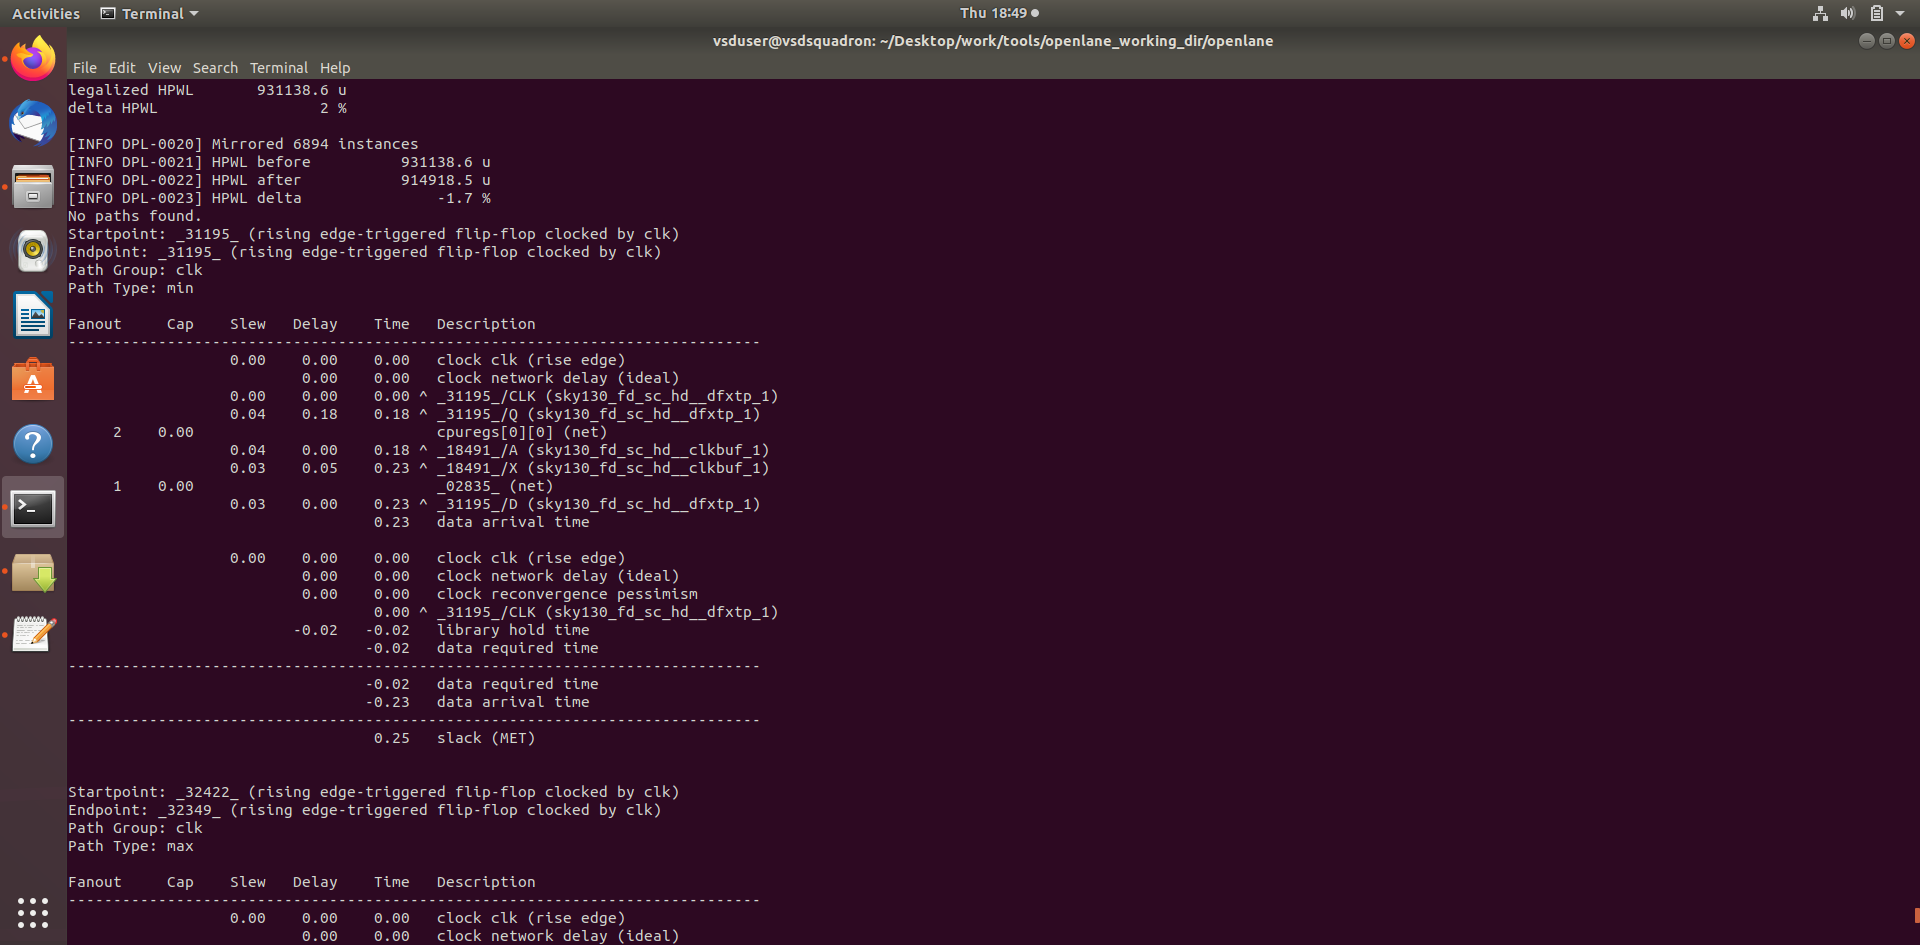 Activities Terminal Thu 18:49
vsduser@vsdsquadron: ~/Desktop/work/tools/openlane_working_dir/openlane
File Edit View Search Terminal Help
legalized HPWL       931138.6 u
delta HPWL                  2 %
[INFO DPL-0020] Mirrored 6894 instances
[INFO DPL-0021] HPWL before          931138.6 u
[INFO DPL-0022] HPWL after           914918.5 u
[INFO DPL-0023] HPWL delta               -1.7 %
No paths found.
Startpoint: _31195_ (rising edge-triggered flip-flop clocked by clk)
Endpoint: _31195_ (rising edge-triggered flip-flop clocked by clk)
Path Group: clk
Path Type: min
Fanout     Cap    Slew   Delay    Time   Description
-----------------------------------------------------------------------------
                  0.00    0.00    0.00   clock clk (rise edge)
                          0.00    0.00   clock network delay (ideal)
                  0.00    0.00    0.00 ^ _31195_/CLK (sky130_fd_sc_hd__dfxtp_1)
                  0.04    0.18    0.18 ^ _31195_/Q (sky130_fd_sc_hd__dfxtp_1)
     2    0.00                           cpuregs[0][0] (net)
                  0.04    0.00    0.18 ^ _18491_/A (sky130_fd_sc_hd__clkbuf_1)
                  0.03    0.05    0.23 ^ _18491_/X (sky130_fd_sc_hd__clkbuf_1)
     1    0.00                           _02835_ (net)
                  0.03    0.00    0.23 ^ _31195_/D (sky130_fd_sc_hd__dfxtp_1)
                                  0.23   data arrival time
                  0.00    0.00    0.00   clock clk (rise edge)
                          0.00    0.00   clock network delay (ideal)
                          0.00    0.00   clock reconvergence pessimism
                                  0.00 ^ _31195_/CLK (sky130_fd_sc_hd__dfxtp_1)
                         -0.02   -0.02   library hold time
                                 -0.02   data required time
-----------------------------------------------------------------------------
                                 -0.02   data required time
                                 -0.23   data arrival time
-----------------------------------------------------------------------------
                                  0.25   slack (MET)
Startpoint: _32422_ (rising edge-triggered flip-flop clocked by clk)
Endpoint: _32349_ (rising edge-triggered flip-flop clocked by clk)
Path Group: clk
Path Type: max
Fanout     Cap    Slew   Delay    Time   Description
-----------------------------------------------------------------------------
                  0.00    0.00    0.00   clock clk (rise edge)
                          0.00    0.00   clock network delay (ideal)